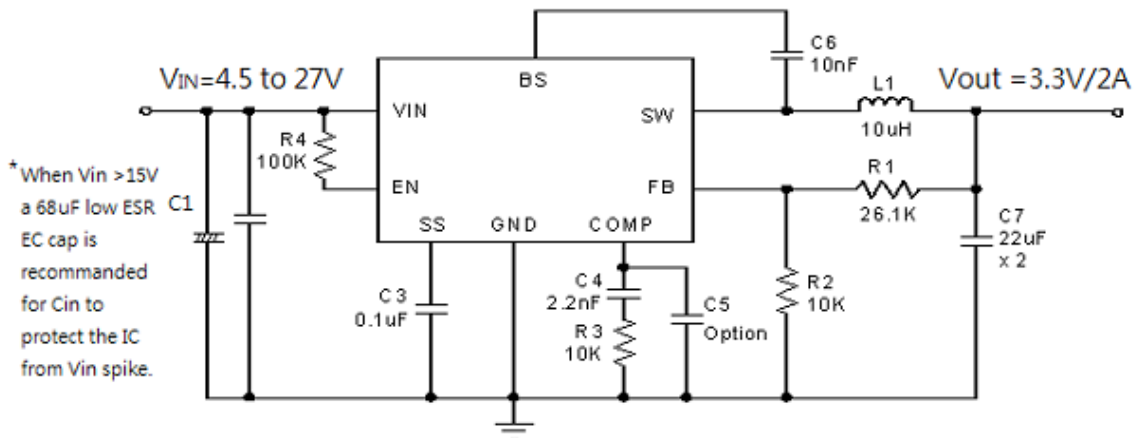 VIN=4.5 to 27V
* When Vin >15V
a 68uF low ESR
EC cap is
recommanded
for Cin to
protect the IC
from Vin spike.
C1
R4
100K
BS
VIN
SW
EN
FB
SS
GND
COMP
C6
10nF
L1
10uH
Vout =3.3V/2A
R1
26.1K
C7
22uF
x 2
R2
10K
C3
0.1uF
C4
2.2nF
R3
10K
C5
Option